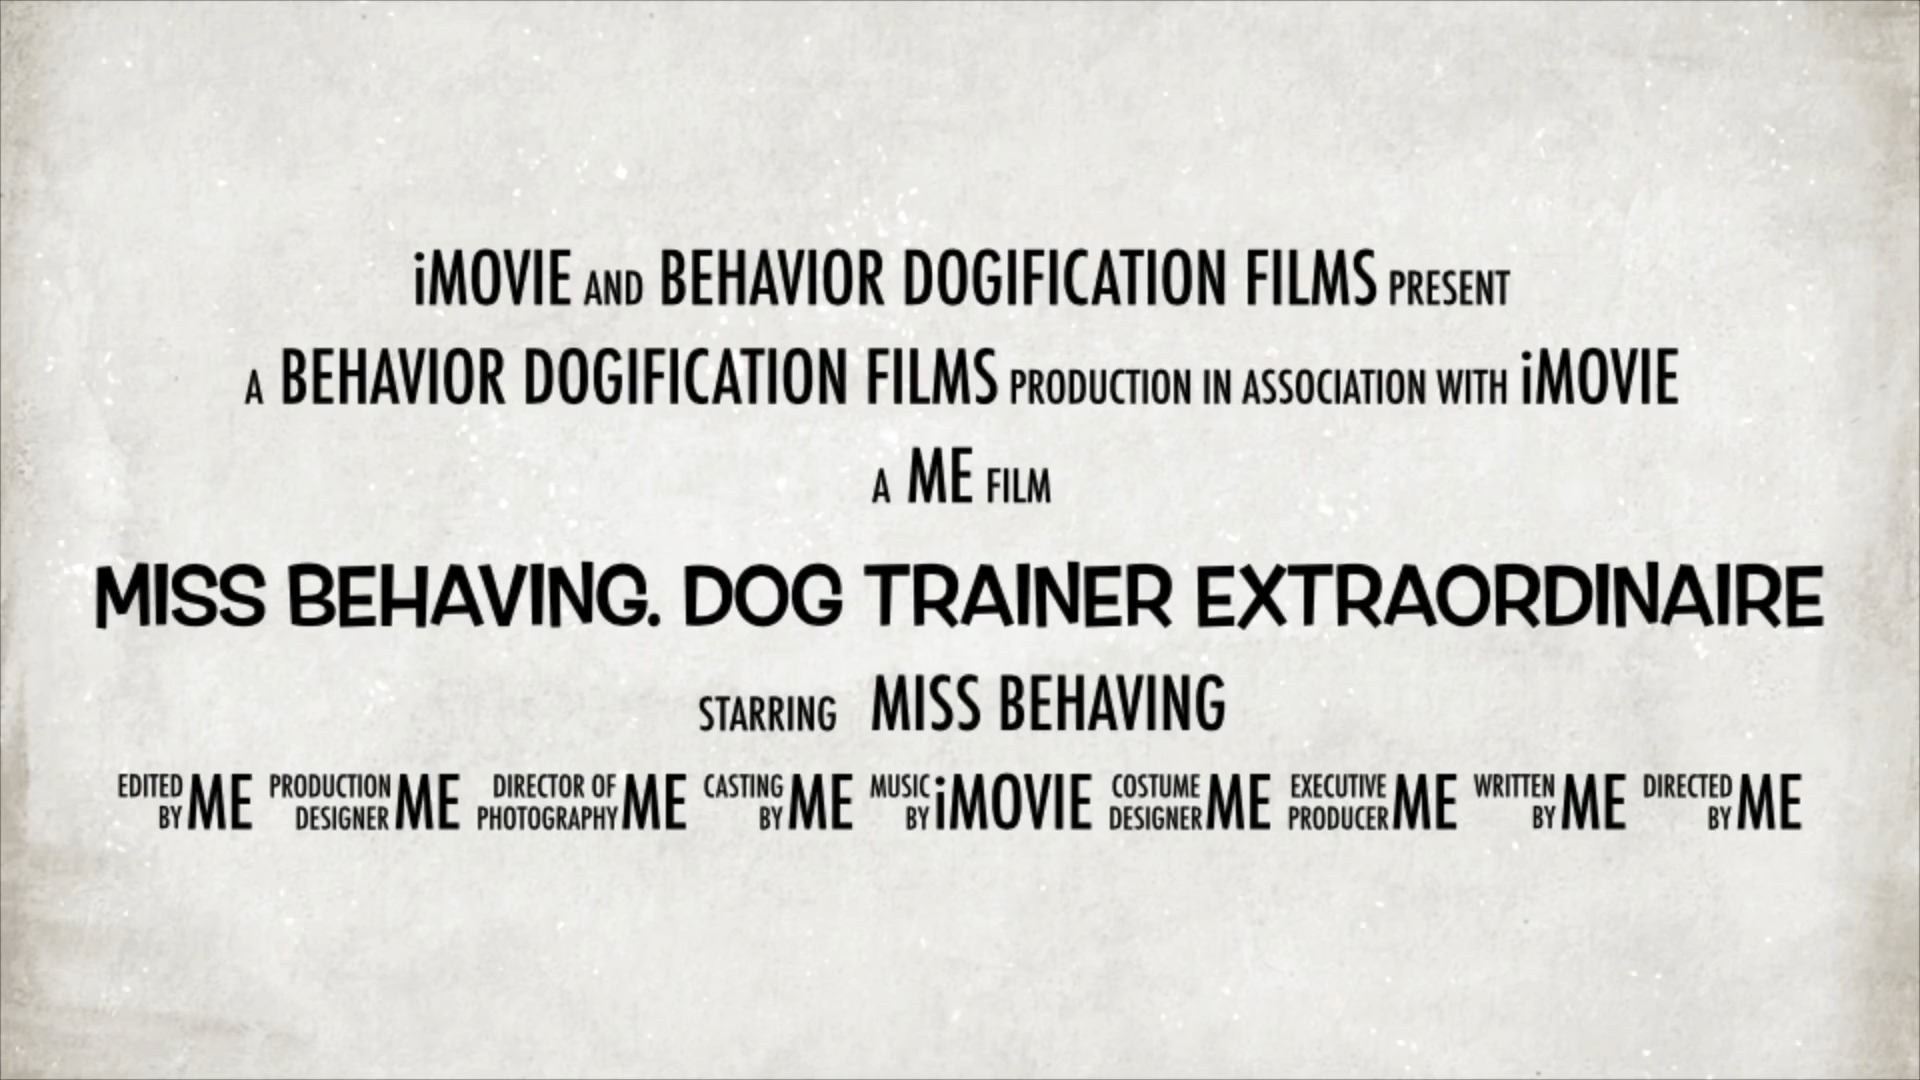 iMOVIE AND BEHAVIOR DOGIFICATION FILMS PRESENT
A BEHAVIOR DOGIFICATION FILMS PRODUCTION IN ASSOCIATION WITH iMOVIE
A ME FILM
MISS BEHAVING. DOG TRAINER EXTRAORDINAIRE
STARRING MISS BEHAVING
EDITED BY ME PRODUCTION DESIGNER ME DIRECTOR OF PHOTOGRAPHY ME CASTING BY ME MUSIC BY iMOVIE COSTUME DESIGNER ME EXECUTIVE PRODUCER ME WRITTEN BY ME DIRECTED BY ME